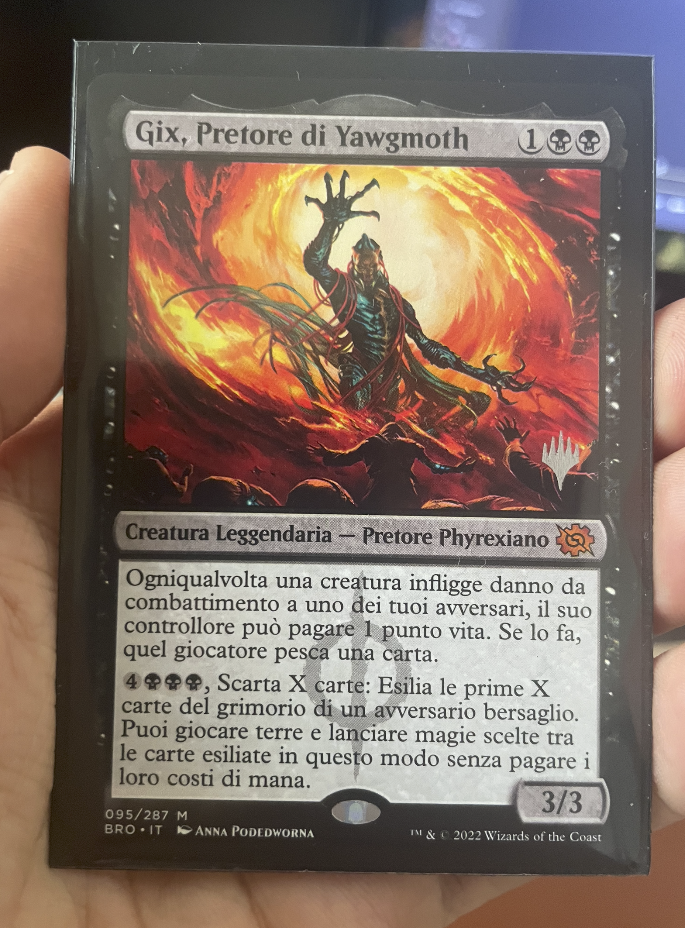 Gix, Pretore di Yawgmoth 1
Creatura Leggendaria — Pretore Phyrexiano
Ogniqualvolta una creatura infligge danno da
combattimento a uno dei tuoi avversari, il suo
controllore può pagare 1 punto vita. Se lo fa,
quel giocatore pesca una carta.
4, Scarta X carte: Esilia le prime X
carte del grimorio di un avversario bersaglio.
Puoi giocare terre e lanciare magie scelte tra
le carte esiliate in questo modo senza pagare i
loro costi di mana.
3/3
095/287 M
BRO • IT Anna Podedworna
™ & © 2022 Wizards of the Coast